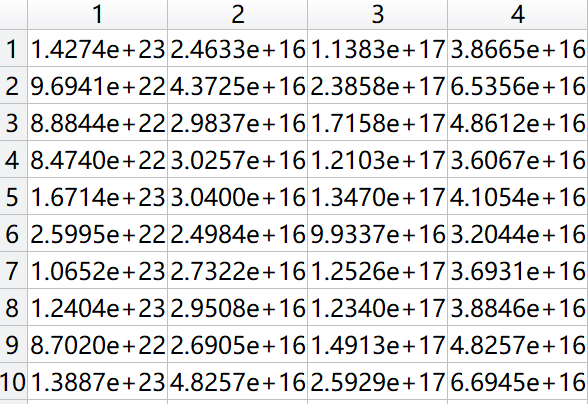 1 2 3 4
1 1.4274e+23 2.4633e+16 1.1383e+17 3.8665e+16
2 9.6941e+22 4.3725e+16 2.3858e+17 6.5356e+16
3 8.8844e+22 2.9837e+16 1.7158e+17 4.8612e+16
4 8.4740e+22 3.0257e+16 1.2103e+17 3.6067e+16
5 1.6714e+23 3.0400e+16 1.3470e+17 4.1054e+16
6 2.5995e+22 2.4984e+16 9.9337e+16 3.2044e+16
7 1.0652e+23 2.7322e+16 1.2526e+17 3.6931e+16
8 1.2404e+23 2.9508e+16 1.2340e+17 3.8846e+16
9 8.7020e+22 2.6905e+16 1.4913e+17 4.8257e+16
10 1.3887e+23 4.8257e+16 2.5929e+17 6.6945e+16